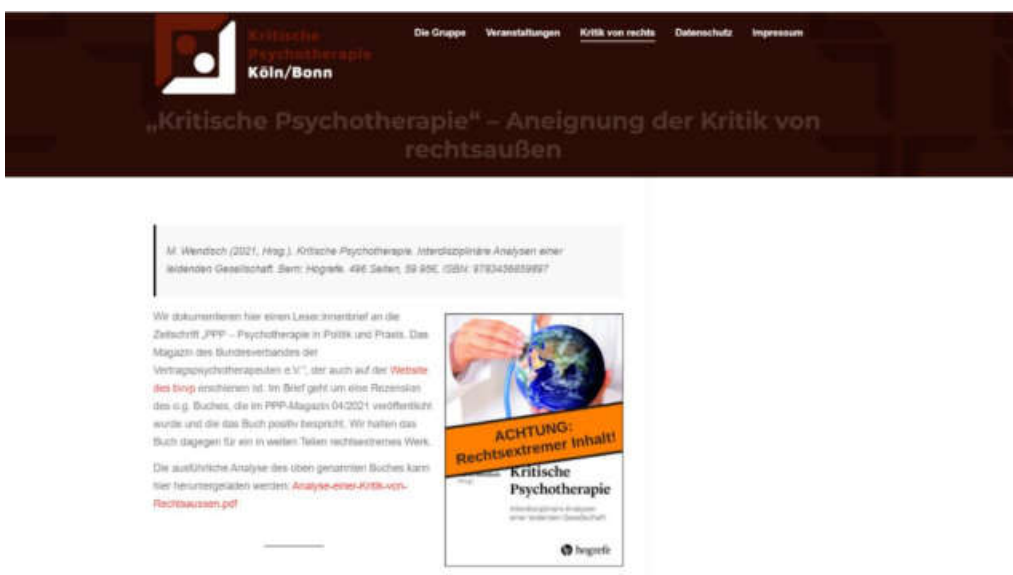 Kritische
Psychotherapie
Köln/Bonn
Die Gruppe Veranstaltungen Kritik von rechts Datenschutz Impressum
„Kritische Psychotherapie“ – Aneignung der Kritik von
rechtsaußen
M. Wendisch (2021, Hrsg.). Kritische Psychotherapie. Interdisziplinäre Analysen einer
leidenden Gesellschaft. Bern: Hogrefe. 496 Seiten, 59.95€, ISBN: 9783456859897
Wir dokumentieren hier einen Leser:Innenbrief an die
Zeitschrift „PPP – Psychotherapie in Politik und Praxis. Das
Magazin des Bundesverbandes der
Vertragspsychotherapeuten e.V.“, der auch auf der Website
des bvvp erschienen ist. Im Brief geht um eine Rezension
des o.g. Buches, die im PPP-Magazin 04/2021 veröffentlicht
wurde und die das Buch positiv bespricht. Wir halten das
Buch dagegen für ein in weiten Teilen rechtsextremes Werk.
Die ausführliche Analyse des oben genannten Buches kann
hier heruntergeladen werden: Analyse-einer-Kritik-von-
Rechtsaussen.pdf
ACHTUNG:
Rechtsextremer Inhalt!
Kritische
Psychotherapie
Interdisziplinäre Analysen
einer leidenden Gesellschaft
hogrefe